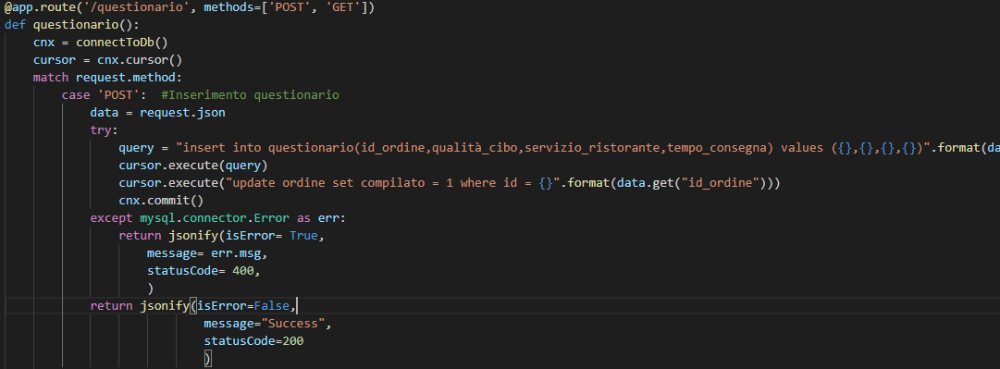 @app.route('/questionario', methods=['POST', 'GET'])
def questionario():
    cnx = connectToDb()
    cursor = cnx.cursor()
    match request.method:
        case 'POST':  #Inserimento questionario
            data = request.json
            try:
                query = "insert into questionario(id_ordine,qualità_cibo,servizio_ristorante,tempo_consegna) values ({},{},{},{})".format(da
                cursor.execute(query)
                cursor.execute("update ordine set compilato = 1 where id = {}".format(data.get("id_ordine")))
                cnx.commit()
            except mysql.connector.Error as err:
                return jsonify(isError= True,
                    message= err.msg,
                    statusCode= 400,
                    )
            return jsonify(isError=False,
                            message="Success",
                            statusCode=200
                            )